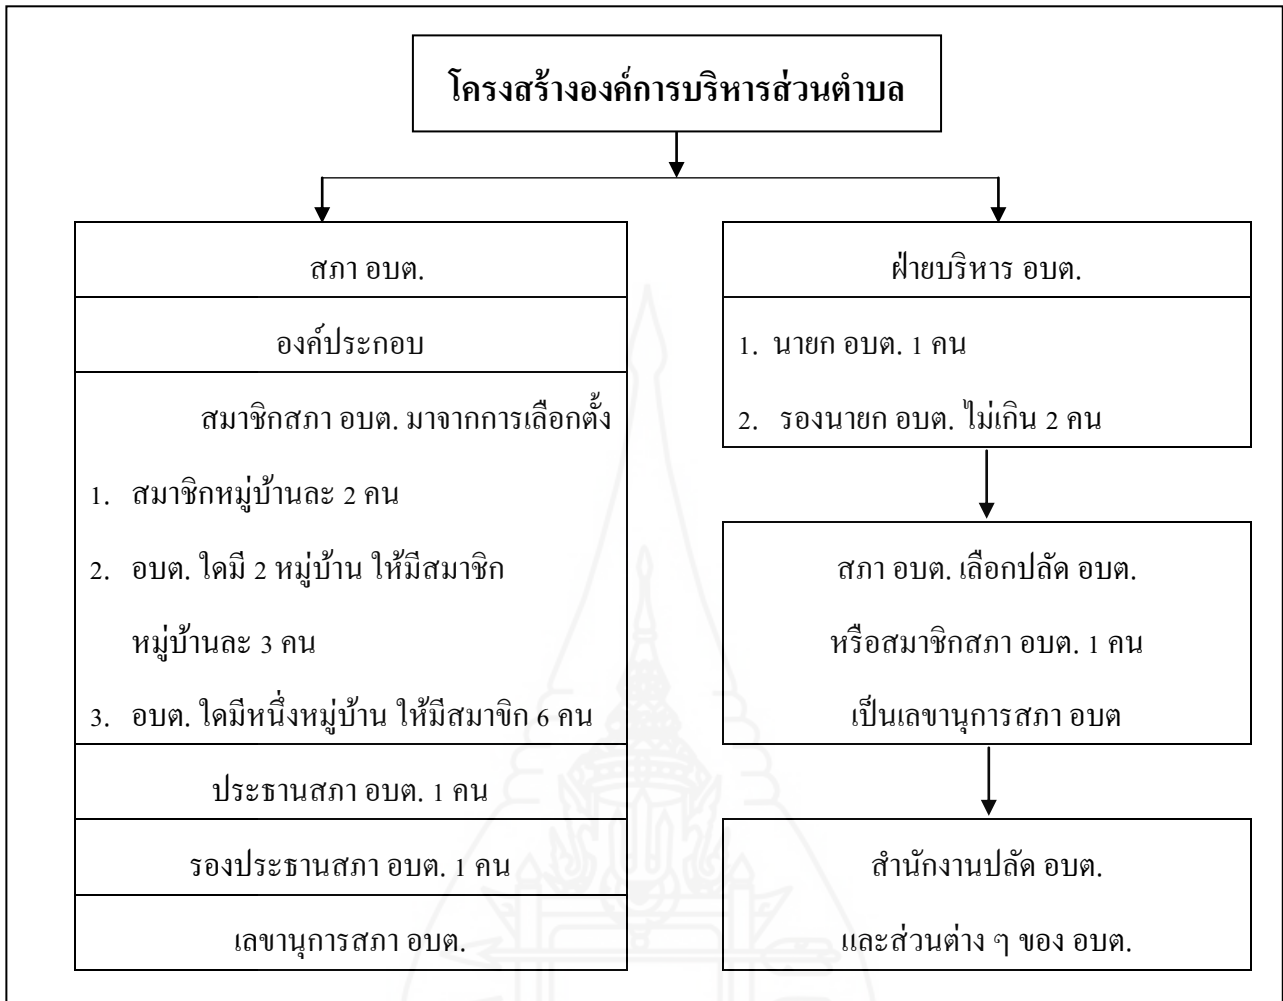 โครงสร้างองค์การบริหารส่วนตำบล
สภา อบต.
องค์ประกอบ
สมาชิกสภา อบต. มาจากการเลือกตั้ง
1. สมาชิกหมู่บ้านละ 2 คน
2. อบต. ใดมี 2 หมู่บ้าน ให้มีสมาชิก
หมู่บ้านละ 3 คน
3. อบต. ใดมีหนึ่งหมู่บ้าน ให้มีสมาขิก 6 คน
ประธานสภา อบต. 1 คน
รองประธานสภา อบต. 1 คน
เลขานุการสภา อบต.
ฝ่ายบริหาร อบต.
1. นายก อบต. 1 คน
2. รองนายก อบต. ไม่เกิน 2 คน
สภา อบต. เลือกปลัด อบต.
หรือสมาชิกสภา อบต. 1 คน
เป็นเลขานุการสภา อบต
สำนักงานปลัด อบต.
และส่วนต่าง ๆ ของ อบต.